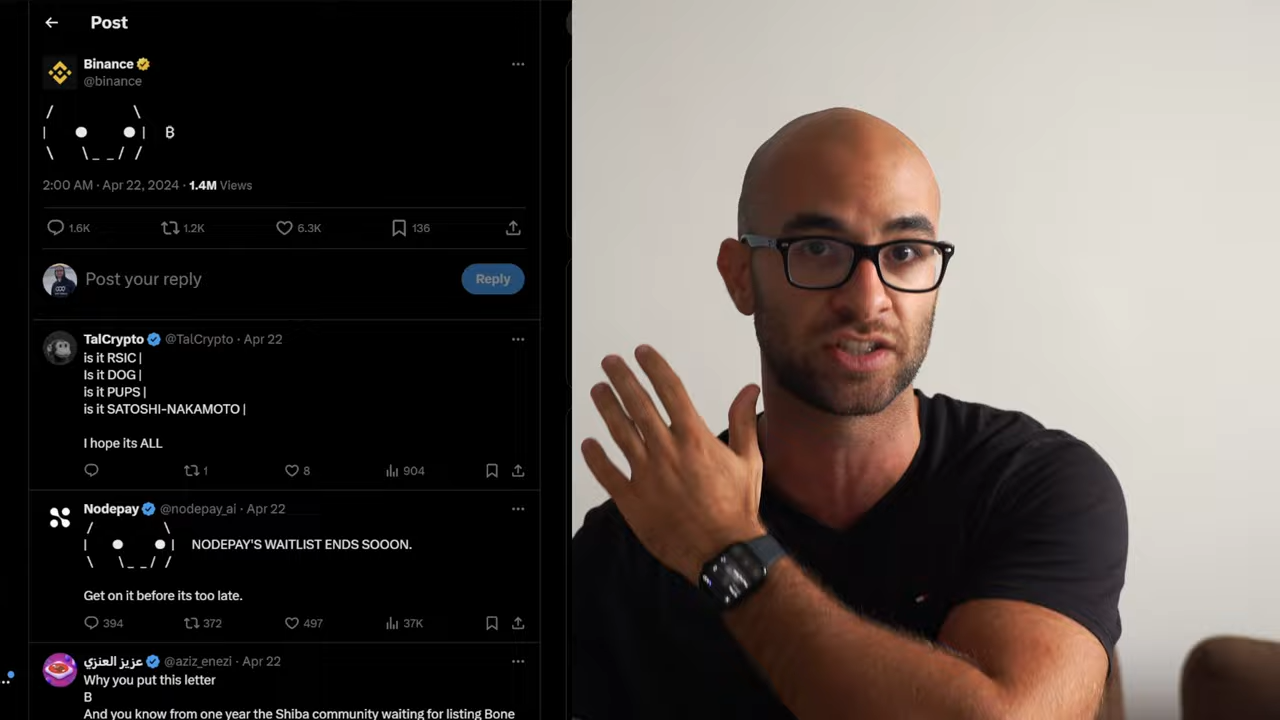 Post
Binance
@binance
/ \
| ● ● | ₿
\ \_ _/ /
2:00 AM · Apr 22, 2024 · 1.4M Views
1.6K 1.2K 6.3K 136
Post your reply
Reply
TalCrypto @TalCrypto · Apr 22
is it RSIC |
Is it DOG |
is it PUPS |
is it SATOSHI-NAKAMOTO |
I hope its ALL
1 8 904
Nodepay @nodepay_ai · Apr 22
/ \
| ● ● | NODEPAY'S WAITLIST ENDS SOOON.
\ \_ _/ /
Get on it before its too late.
394 372 497 37K
عزيز العنزي @aziz_enezi · Apr 22
Why you put this letter
B
And you know from one year the Shiba community waiting for listing Bone